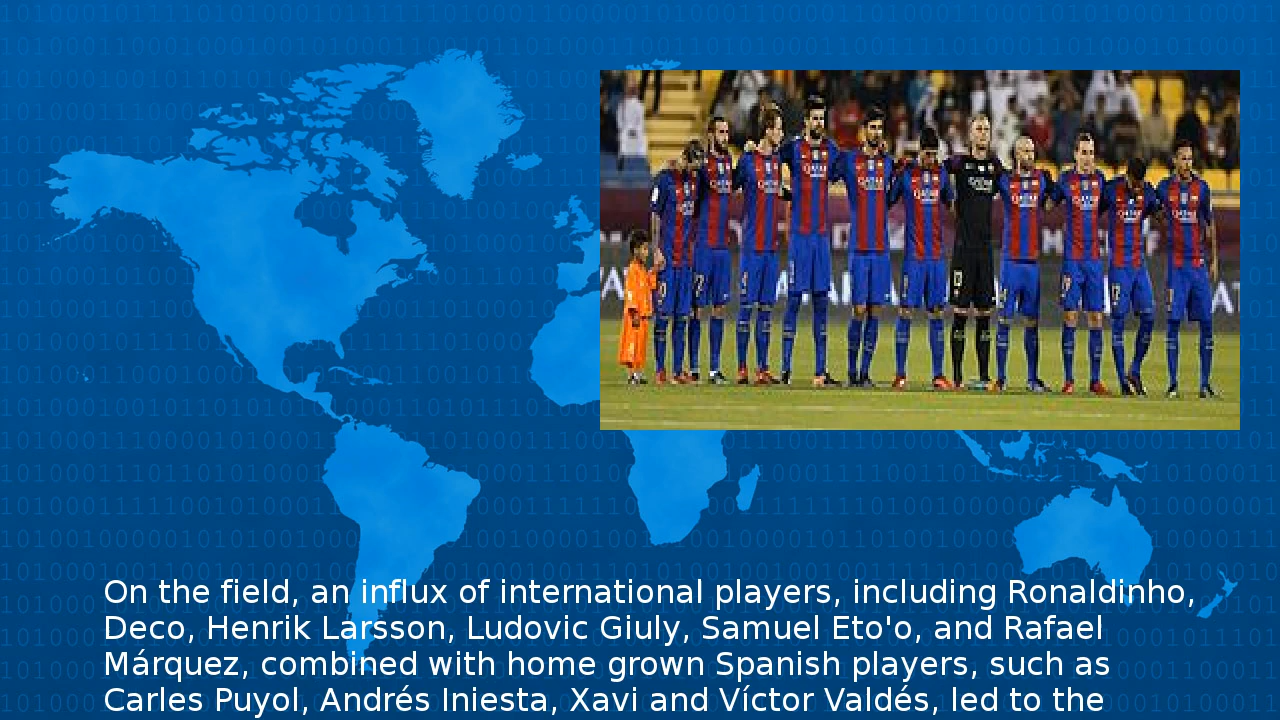 On the field, an influx of international players, including Ronaldinho,
Deco, Henrik Larsson, Ludovic Giuly, Samuel Eto'o, and Rafael
Márquez, combined with home grown Spanish players, such as
Carles Puyol, Andrés Iniesta, Xavi and Víctor Valdés, led to the